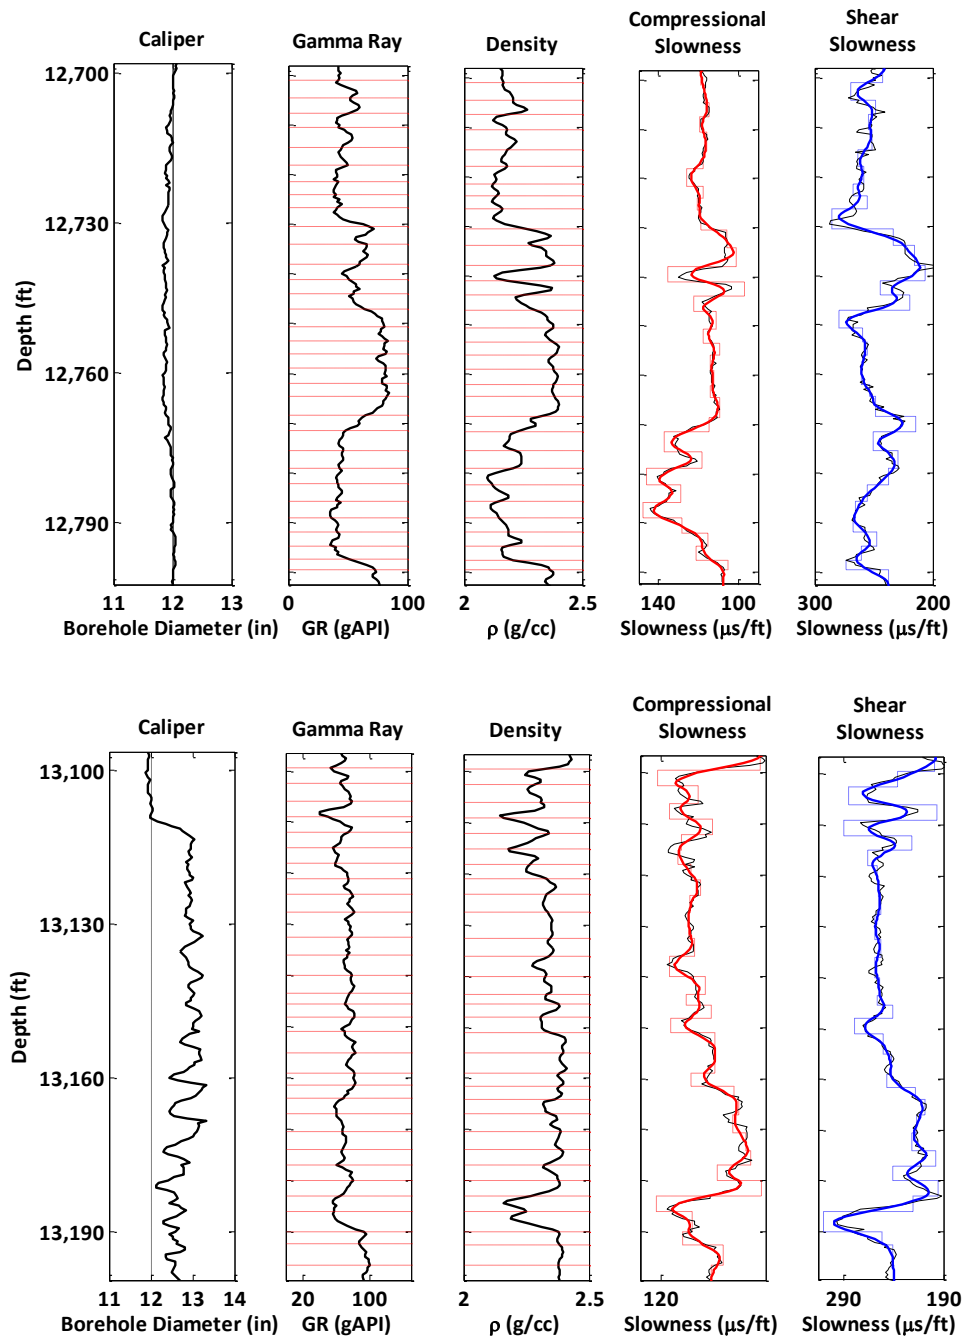 Compressional Shear
Caliper Gamma Ray Density Slowness Slowness
12,700
12,730
12,760
12,790
Depth (ft)
11 12 13 0 100 2 2.5 140 100 300 200
Borehole Diameter (in) GR (gAPI) ρ (g/cc) Slowness (µs/ft) Slowness (µs/ft)
Compressional Shear
Caliper Gamma Ray Density Slowness Slowness
13,100
13,130
13,160
13,190
Depth (ft)
11 12 13 14 20 100 2 2.5 120 290 190
Borehole Diameter (in) GR (gAPI) ρ (g/cc) Slowness (µs/ft) Slowness (µs/ft)